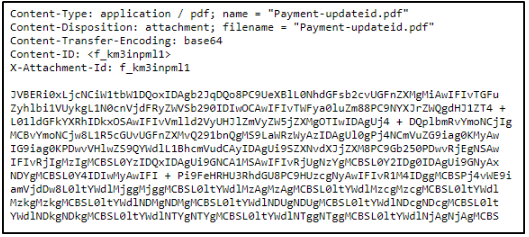 Content-Type: application / pdf; name = "Payment-updateid.pdf"
Content-Disposition: attachment; filename = "Payment-updateid.pdf"
Content-Transfer-Encoding: base64
Content-ID: <f_km3inpml1>
X-Attachment-Id: f_km3inpml1
JVBERi0xLjcNCiW1tbW1DQoxIDAgb2JqDQo8PC9UeXBlL0NhdGFsb2cvUGFnZXMgMiAwIFIvTGFu
Zyhlbi1VUykgL1N0cnVjdFRyZWVSb290IDIwOCAwIFIvTWFya0luZm88PC9NYXJrZWQgdHJ1ZT4 +
L01ldGFkYXRhIDkxOSAwIFIvVmlld2VyUHJlZmVyZW5jZXMgOTIwIDAgUj4 + DQplbmRvYmoNCjIg
MCBvYmoNCjw8L1R5cGUvUGFnZXMvQ291bnQgMS9LaWRzWyAzIDAgUl0gPj4NCmVuZG9iag0KMyAw
IG9iag0KPDwvVHlwZS9QYWdlL1BhcmVudCAyIDAgUi9SZXNvdXJjZXM8PC9Gb250PDwvRjEgNSAw
IFIvRjIgMzIgMCBSL0YzIDQxIDAgUi9GNCA1MSAwIFIvRjUgNzYgMCBSL0Y2ID0IDAgUi9GNyAx
NDYgMCBSL0Y4IDIwMyAwIFI + Pi9FeHRHU3RhdGU8PC9HUzcgNyAwIFIvR1M4IDggMCBSPj4vWE9i
amVjdDw8L0ltYWdlMjggMjggMCBSL0ltYWdlMzAgMzAgMCBSL0ltYWdlMzcgMzcgMCBSL0ltYWdl
MzkgMzkgMCBSL0ltYWdlNDMgNDMgMCBSL0ltYWdlNDUgNDUgMCBSL0ltYWdlNDcgNDcgMCBSL0lt
YWdlNDkgNDkgMCBSL0ltYWdlNTYgNTYgMCBSL0ltYWdlNTggNTggMCBSL0ltYWdlNjAgNjAgMCBS